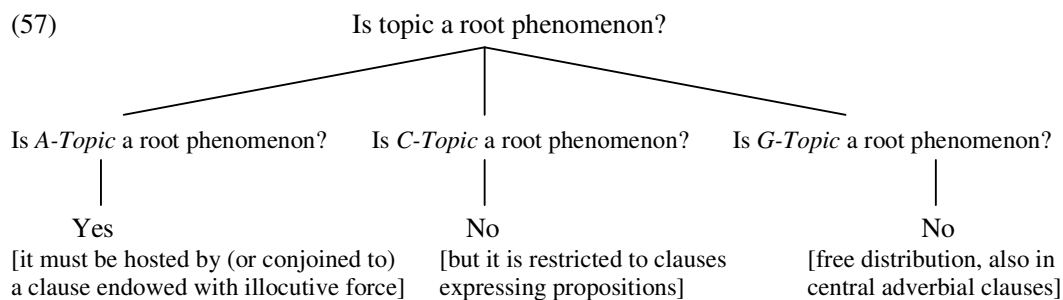 (57) Is topic a root phenomenon?
Is A-Topic a root phenomenon? Is C-Topic a root phenomenon? Is G-Topic a root phenomenon?
Yes No No
[it must be hosted by (or conjoined to) [but it is restricted to clauses [free distribution, also in
a clause endowed with illocutive force] expressing propositions] central adverbial clauses]